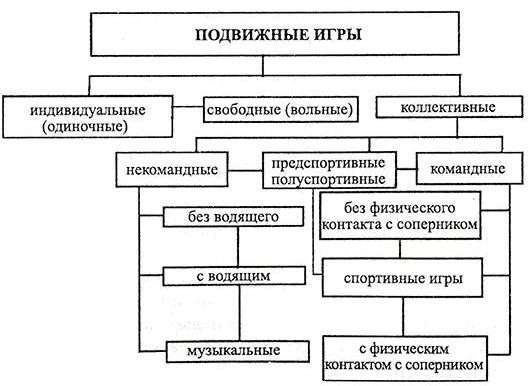 ПОДВИЖНЫЕ ИГРЫ
индивидуальные
(одиночные)
свободные (вольные)
коллективные
некомандные
предспортивные
полуспортивные
командные
без водящего
без физического
контакта с соперником
с водящим
спортивные игры
музыкальные
с физическим
контактом с соперником